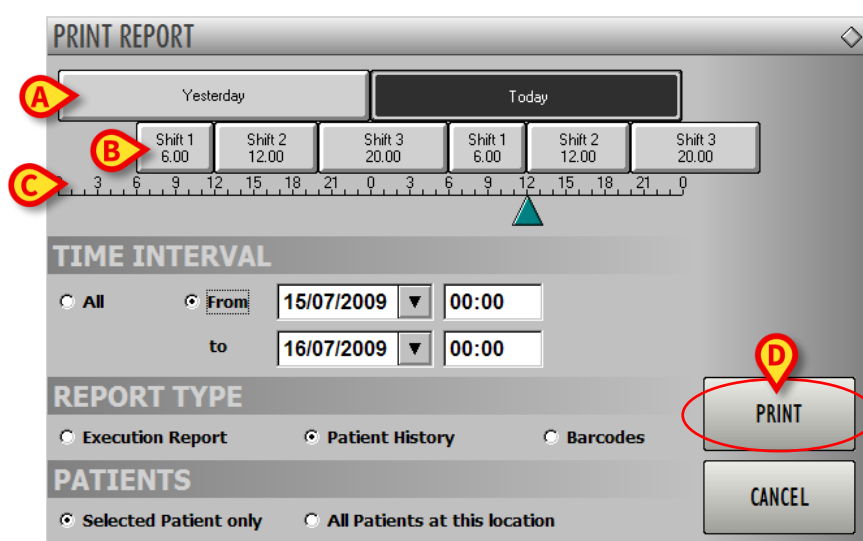 PRINT REPORT
A Yesterday Today
B Shift 1 Shift 2 Shift 3 Shift 1 Shift 2 Shift 3
6.00 12.00 20.00 6.00 12.00 20.00
C 0 3 6 9 12 15 18 21 0 3 6 9 12 15 18 21 0
TIME INTERVAL
All From 15/07/2009 00:00
to 16/07/2009 00:00
D
REPORT TYPE
PRINT
Execution Report Patient History Barcodes
PATIENTS
CANCEL
Selected Patient only All Patients at this location